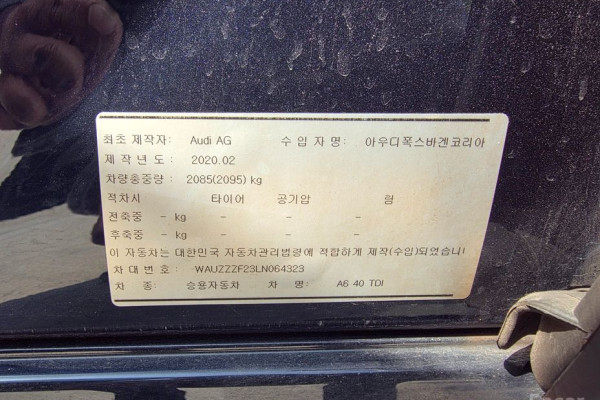 최초 제작자: Audi AG 수 입 자 명: 아우디폭스바겐코리아
제 작 년 도 : 2020.02
차량총중량 : 2085(2095) kg
적차시 타이어 공기압 림
전축중 - kg - - -
후축중 - kg - - -
이 자동차는 대한민국 자동차관리법령에 적합하게 제작(수입)되었습니
차 대 번 호 : WAUZZZF23LN064323
차 종: 승용자동차 차 명: A6 40 TDI